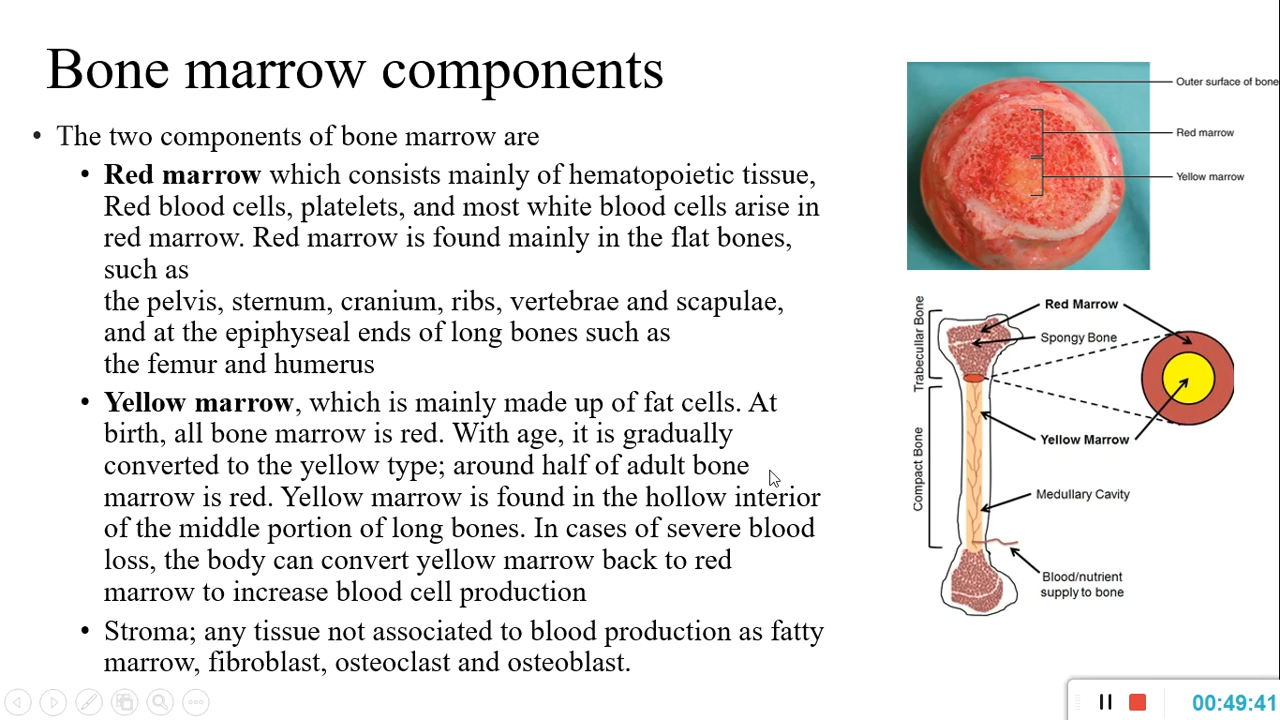 Bone marrow components
• The two components of bone marrow are
• Red marrow which consists mainly of hematopoietic tissue,
Red blood cells, platelets, and most white blood cells arise in
red marrow. Red marrow is found mainly in the flat bones,
such as
the pelvis, sternum, cranium, ribs, vertebrae and scapulae,
and at the epiphyseal ends of long bones such as
the femur and humerus
• Yellow marrow, which is mainly made up of fat cells. At
birth, all bone marrow is red. With age, it is gradually
converted to the yellow type; around half of adult bone
marrow is red. Yellow marrow is found in the hollow interior
of the middle portion of long bones. In cases of severe blood
loss, the body can convert yellow marrow back to red
marrow to increase blood cell production
• Stroma; any tissue not associated to blood production as fatty
marrow, fibroblast, osteoclast and osteoblast.
Outer surface of bone
Red marrow
Yellow marrow
Trabecullar Bone
Compact Bone
Red Marrow
Spongy Bone
Yellow Marrow
Medullary Cavity
Blood/nutrient
supply to bone
00:49:41